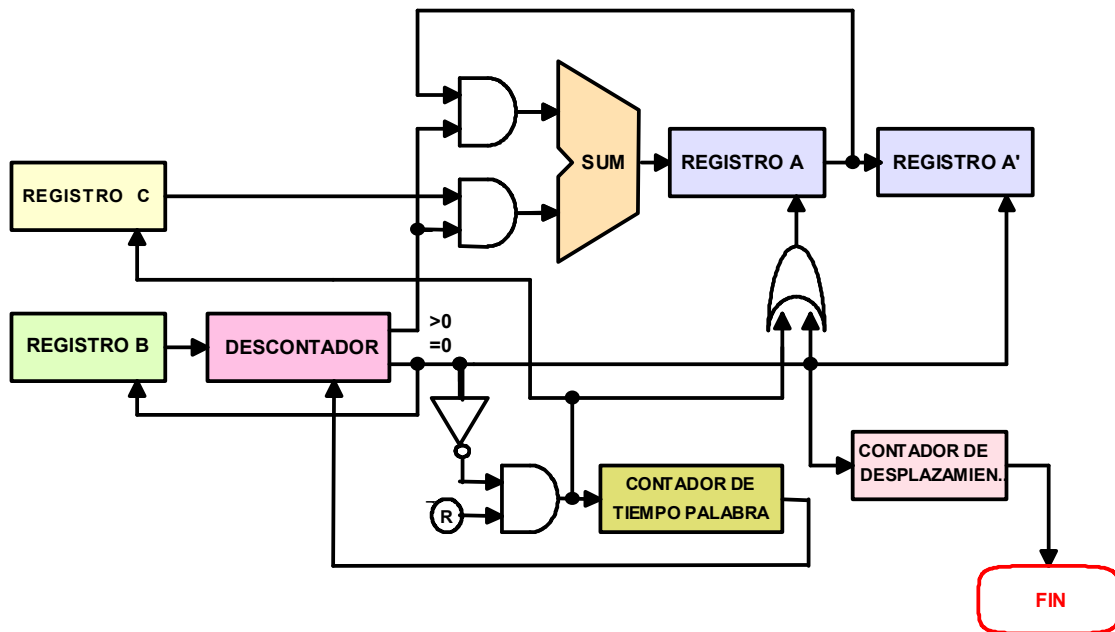 SUM
REGISTRO A
REGISTRO A'
REGISTRO C
REGISTRO B
DESCONTADOR
>0
=0
R
CONTADOR DE
TIEMPO PALABRA
CONTADOR DE
DESPLAZAMIEN..
FIN